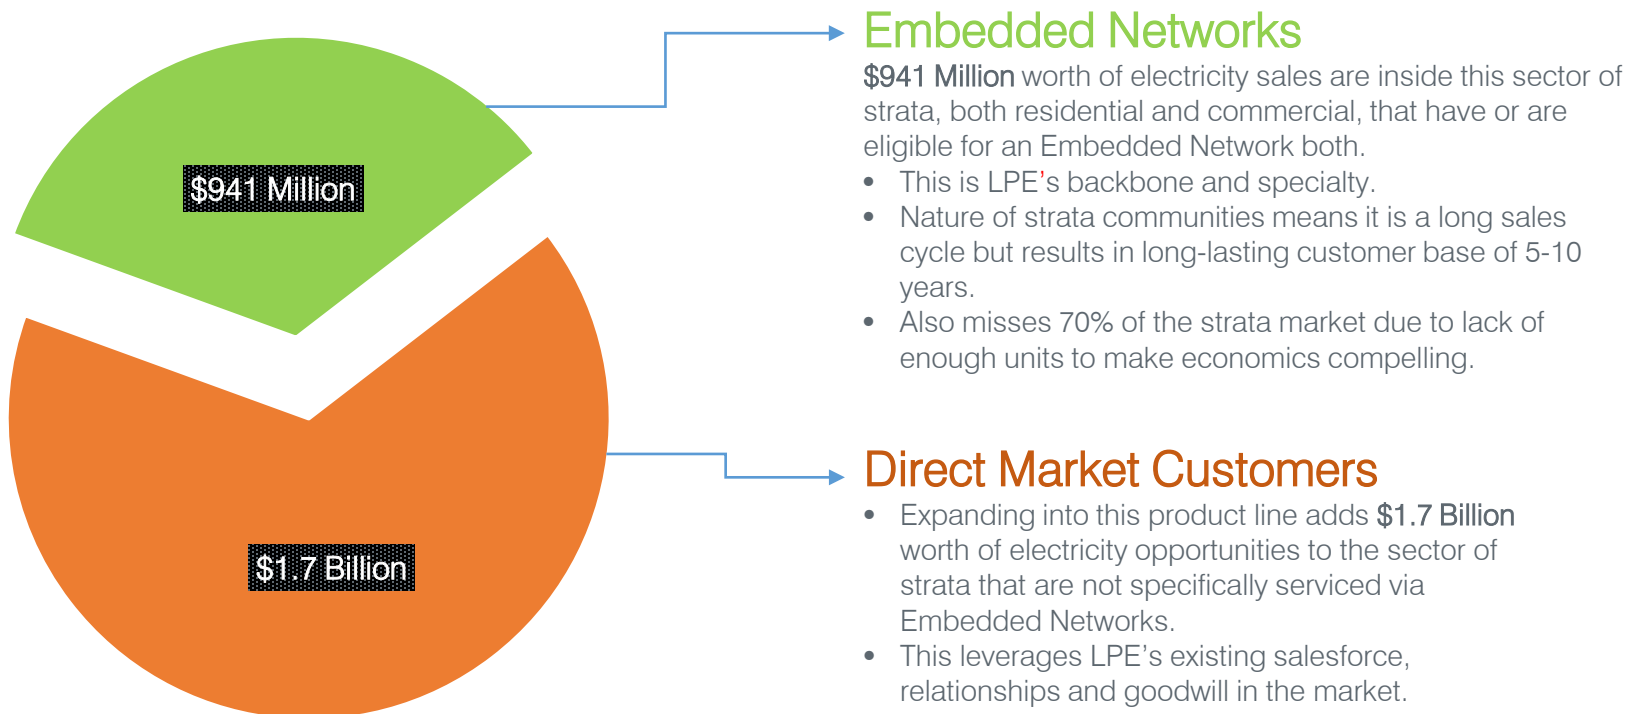 Embedded Networks
$941 Million worth of electricity sales are inside this sector of
strata, both residential and commercial, that have or are
eligible for an Embedded Network both.
• This is LPE’s backbone and specialty.
• Nature of strata communities means it is a long sales
cycle but results in long-lasting customer base of 5-10
years.
• Also misses 70% of the strata market due to lack of
enough units to make economics compelling.
$941 Million
Direct Market Customers
• Expanding into this product line adds $1.7 Billion
worth of electricity opportunities to the sector of
strata that are not specifically serviced via
Embedded Networks.
• This leverages LPE’s existing salesforce,
relationships and goodwill in the market.
$1.7 Billion